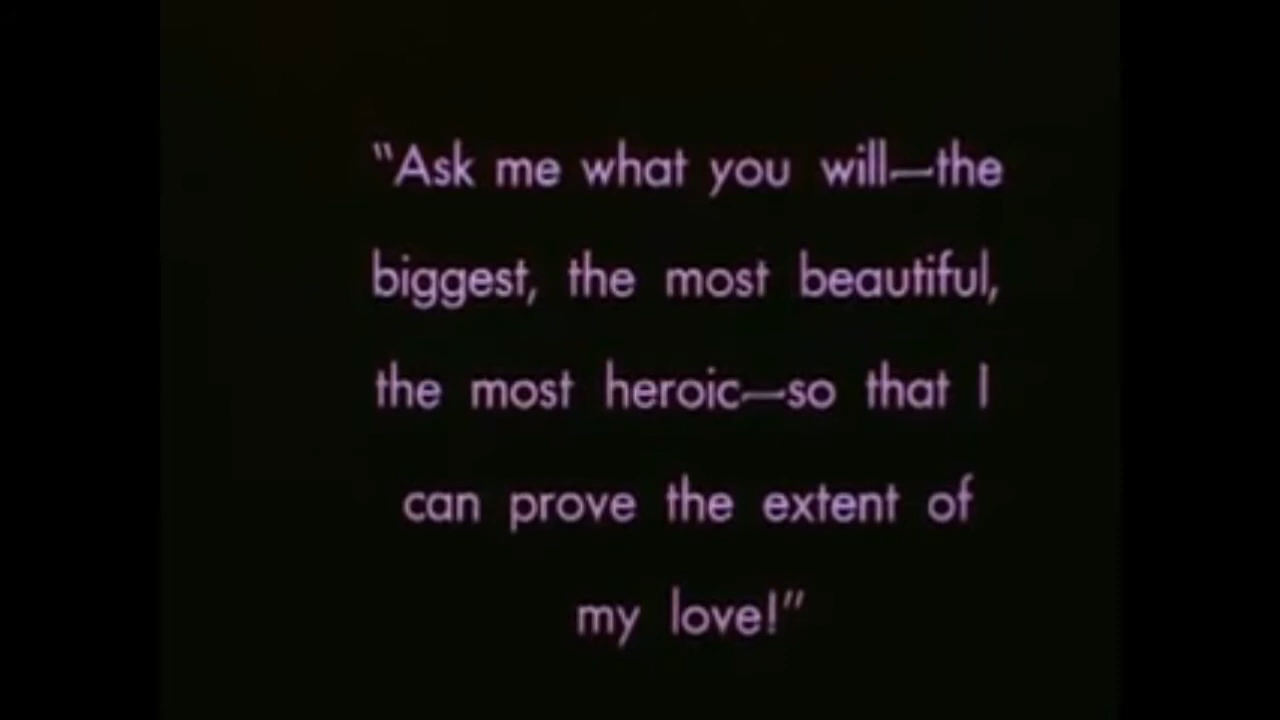 "Ask me what you will—the
biggest, the most beautiful,
the most heroic—so that I
can prove the extent of
my love!"